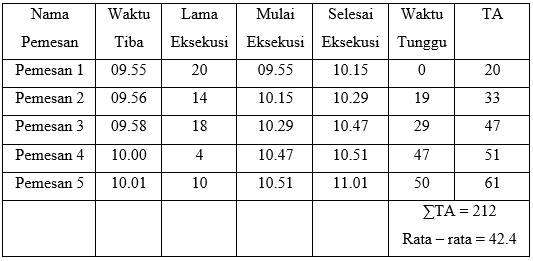 Nama Pemesan | Waktu Tiba | Lama Eksekusi | Mulai Eksekusi | Selesai Eksekusi | Waktu Tunggu | TA
Pemesan 1 | 09.55 | 20 | 09.55 | 10.15 | 0 | 20
Pemesan 2 | 09.56 | 14 | 10.15 | 10.29 | 19 | 33
Pemesan 3 | 09.58 | 18 | 10.29 | 10.47 | 29 | 47
Pemesan 4 | 10.00 | 4 | 10.47 | 10.51 | 47 | 51
Pemesan 5 | 10.01 | 10 | 10.51 | 11.01 | 50 | 61
∑TA = 212
Rata – rata = 42.4